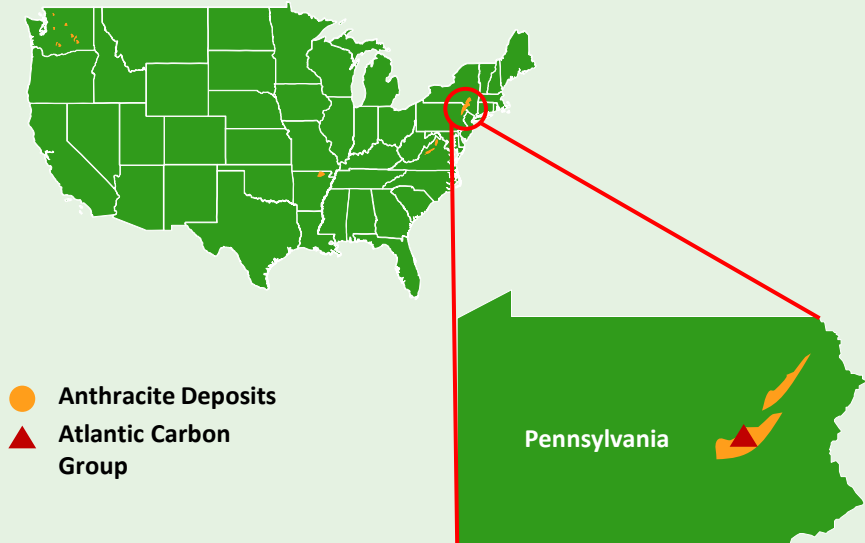 Anthracite Deposits
Atlantic Carbon
Group
Pennsylvania